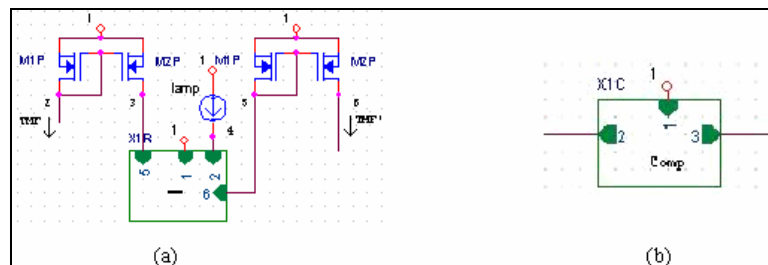 1 1
M1P M2P 1 M1P M2P
Iamp
2 3 5 6
4
X1R 1
5 1 2
6
(a)
X1C 1
1
2 3
Comp
(b)